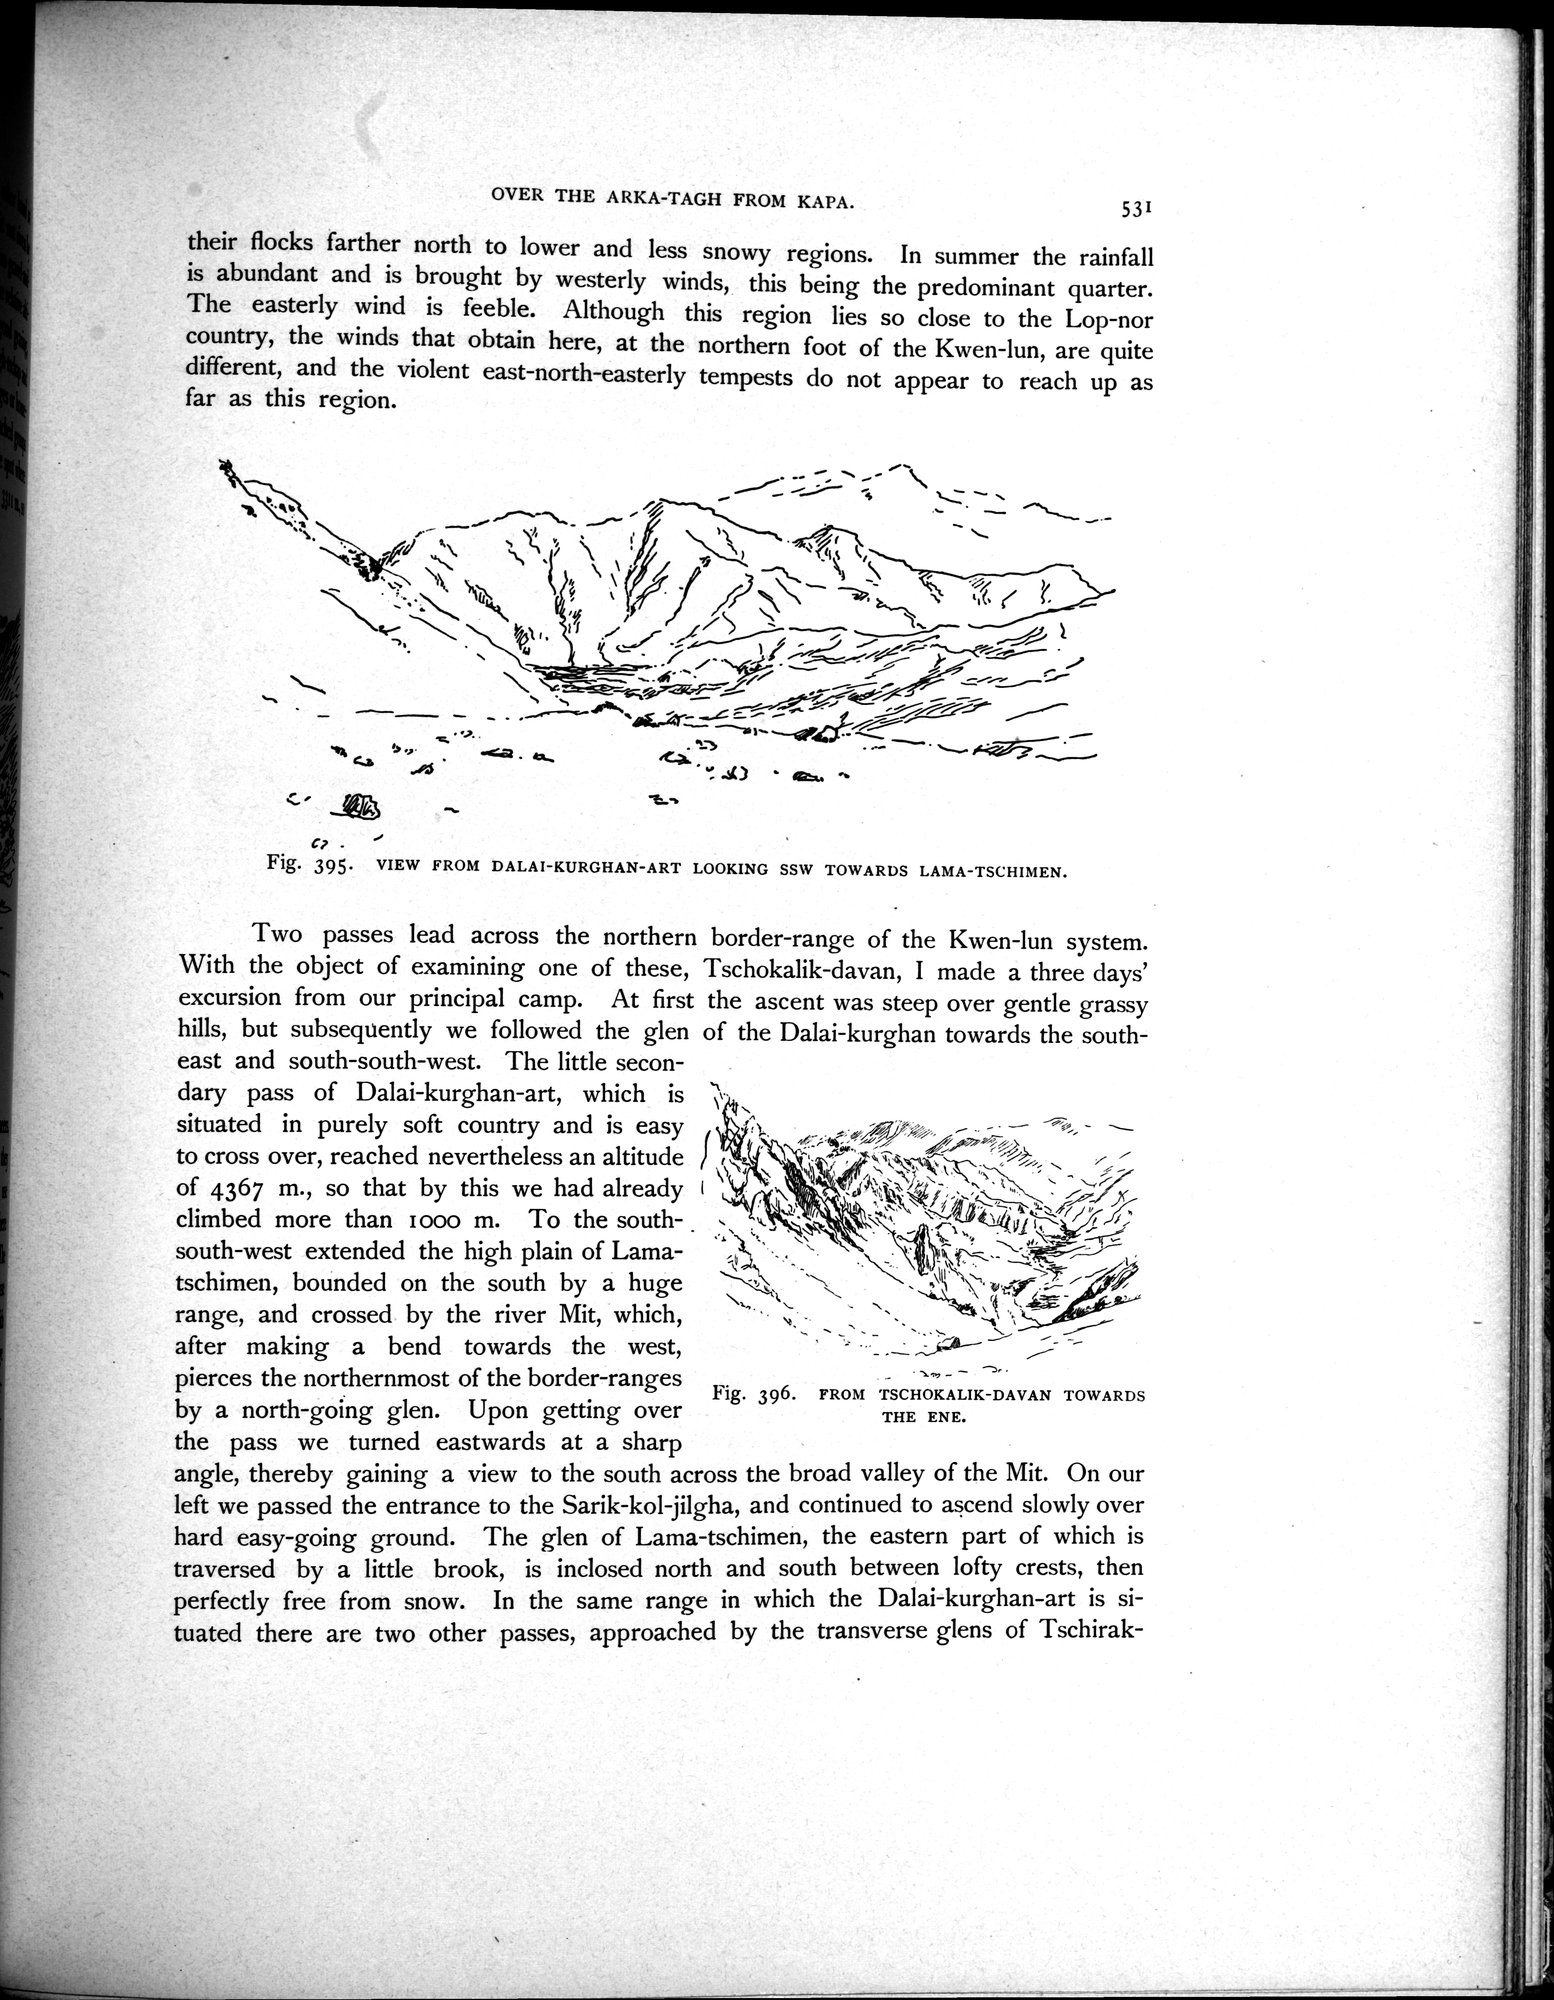 OVER THE ARKA-TAGH FROM KAPA.
531
their flocks farther north to lower and less snowy regions. In summer the rainfall
is abundant and is brought by westerly winds, this being the predominant quarter.
The easterly wind is feeble. Although this region lies so close to the Lop-nor
country, the winds that obtain here, at the northern foot of the Kwen-lun, are quite
different, and the violent east-north-easterly tempests do not appear to reach up as
far as this region.
Fig. 395. VIEW FROM DALAI-KURGHAN-ART LOOKING SSW TOWARDS LAMA-TSCHIMEN.
Two passes lead across the northern border-range of the Kwen-lun system.
With the object of examining one of these, Tschokalik-davan, I made a three days'
excursion from our principal camp. At first the ascent was steep over gentle grassy
hills, but subsequently we followed the glen of the Dalai-kurghan towards the south-
east and south-south-west. The little secon-
dary pass of Dalai-kurghan-art, which is
situated in purely soft country and is easy
to cross over, reached nevertheless an altitude
of 4367 m., so that by this we had already
climbed more than 1000 m. To the south-
south-west extended the high plain of Lama-
tschimen, bounded on the south by a huge
range, and crossed by the river Mit, which,
after making a bend towards the west,
pierces the northernmost of the border-ranges
by a north-going glen. Upon getting over
the pass we turned eastwards at a sharp
Fig. 396. FROM TSCHOKALIK-DAVAN TOWARDS
THE ENE.
angle, thereby gaining a view to the south across the broad valley of the Mit. On our
left we passed the entrance to the Sarik-kol-jilgha, and continued to ascend slowly over
hard easy-going ground. The glen of Lama-tschimen, the eastern part of which is
traversed by a little brook, is inclosed north and south between lofty crests, then
perfectly free from snow. In the same range in which the Dalai-kurghan-art is si-
tuated there are two other passes, approached by the transverse glens of Tschirak-